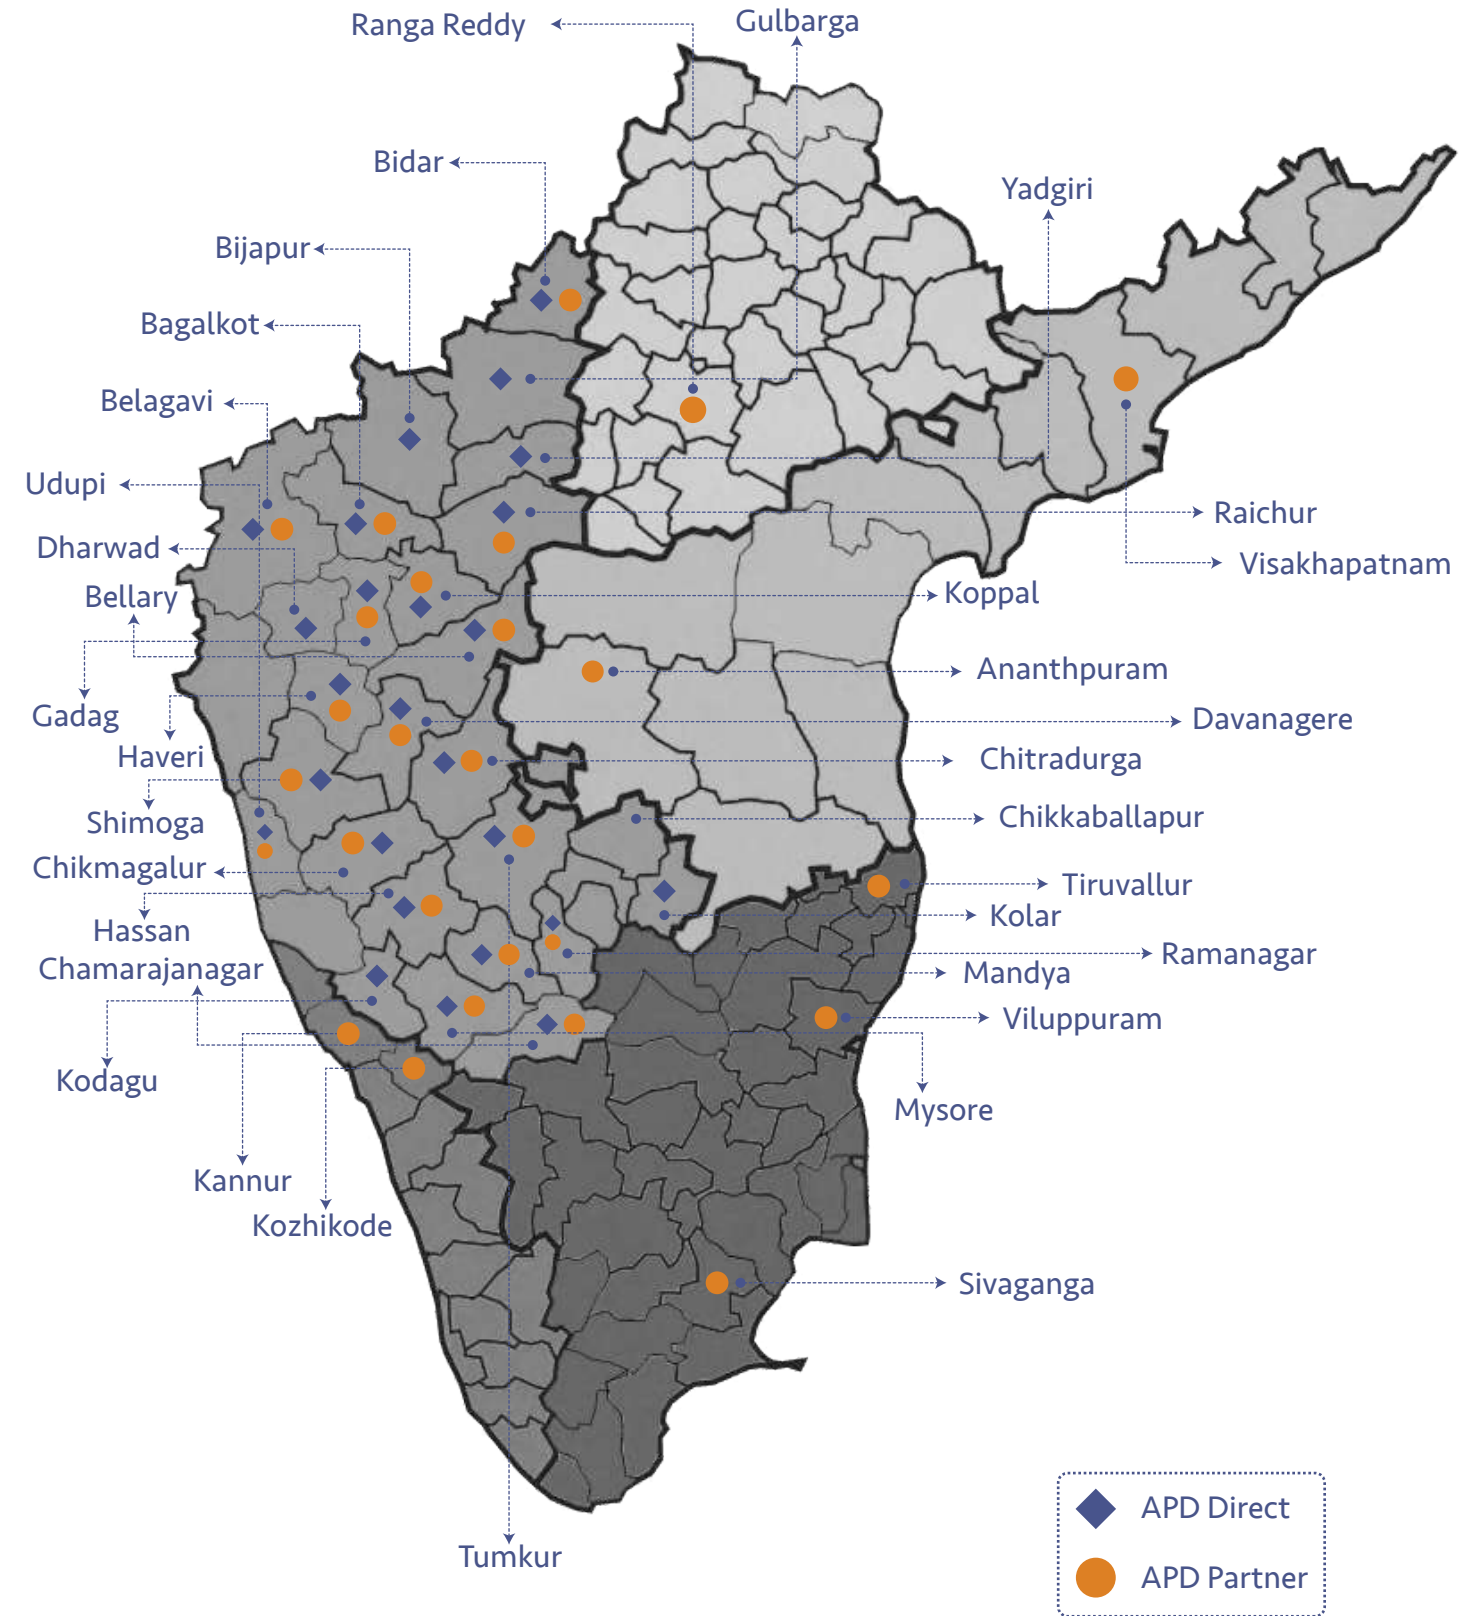 Ranga Reddy
Gulbarga
Bidar
Yadgiri
Bijapur
Bagalkot
Belagavi
Udupi
Raichur
Dharwad
Visakhapatnam
Bellary
Koppal
Ananthpuram
Gadag
Davanagere
Haveri
Chitradurga
Shimoga
Chikkaballapur
Chikmagalur
Tiruvallur
Kolar
Hassan
Ramanagar
Chamarajanagar
Mandya
Viluppuram
Kodagu
Mysore
Kannur
Kozhikode
Sivaganga
Tumkur
APD Direct
APD Partner